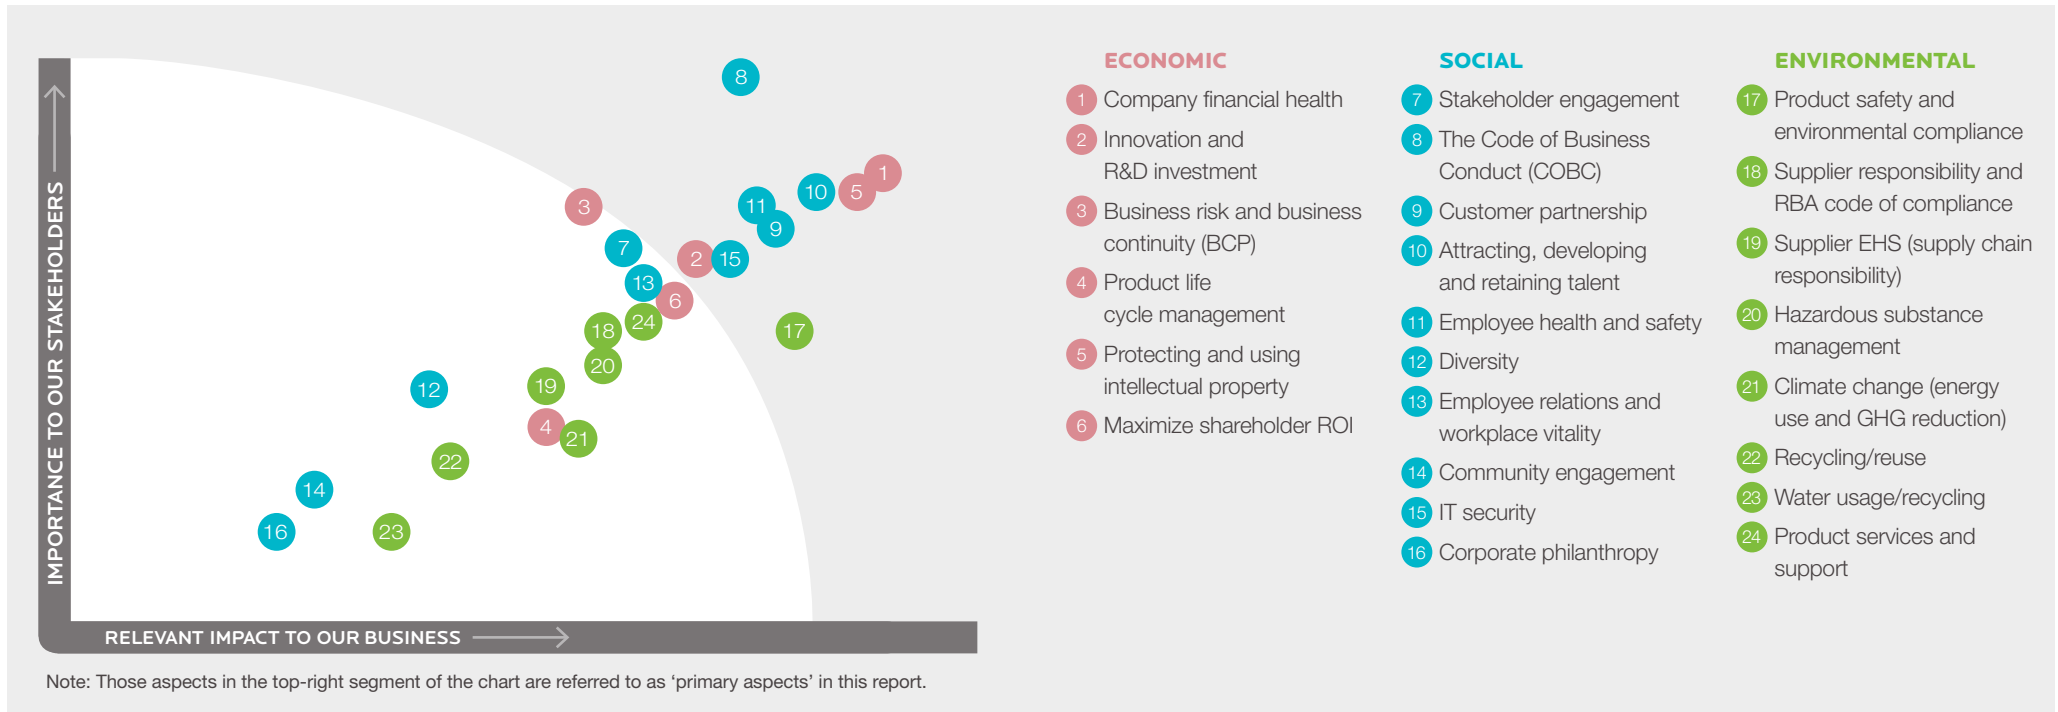 IMPORTANCE TO OUR STAKEHOLDERS
8
1
10
5
11
3
9
7
2
15
13
6
24
18
17
20
19
12
4
21
22
14
16
23
RELEVANT IMPACT TO OUR BUSINESS
Note: Those aspects in the top-right segment of the chart are referred to as ‘primary aspects’ in this report.
ECONOMIC
1 Company financial health
2 Innovation and
R&D investment
3 Business risk and business
continuity (BCP)
4 Product life
cycle management
5 Protecting and using
intellectual property
6 Maximize shareholder ROI
SOCIAL
7 Stakeholder engagement
8 The Code of Business
Conduct (COBC)
9 Customer partnership
10 Attracting, developing
and retaining talent
11 Employee health and safety
12 Diversity
13 Employee relations and
workplace vitality
14 Community engagement
15 IT security
16 Corporate philanthropy
ENVIRONMENTAL
17 Product safety and
environmental compliance
18 Supplier responsibility and
RBA code of compliance
19 Supplier EHS (supply chain
responsibility)
20 Hazardous substance
management
21 Climate change (energy
use and GHG reduction)
22 Recycling/reuse
23 Water usage/recycling
24 Product services and
support